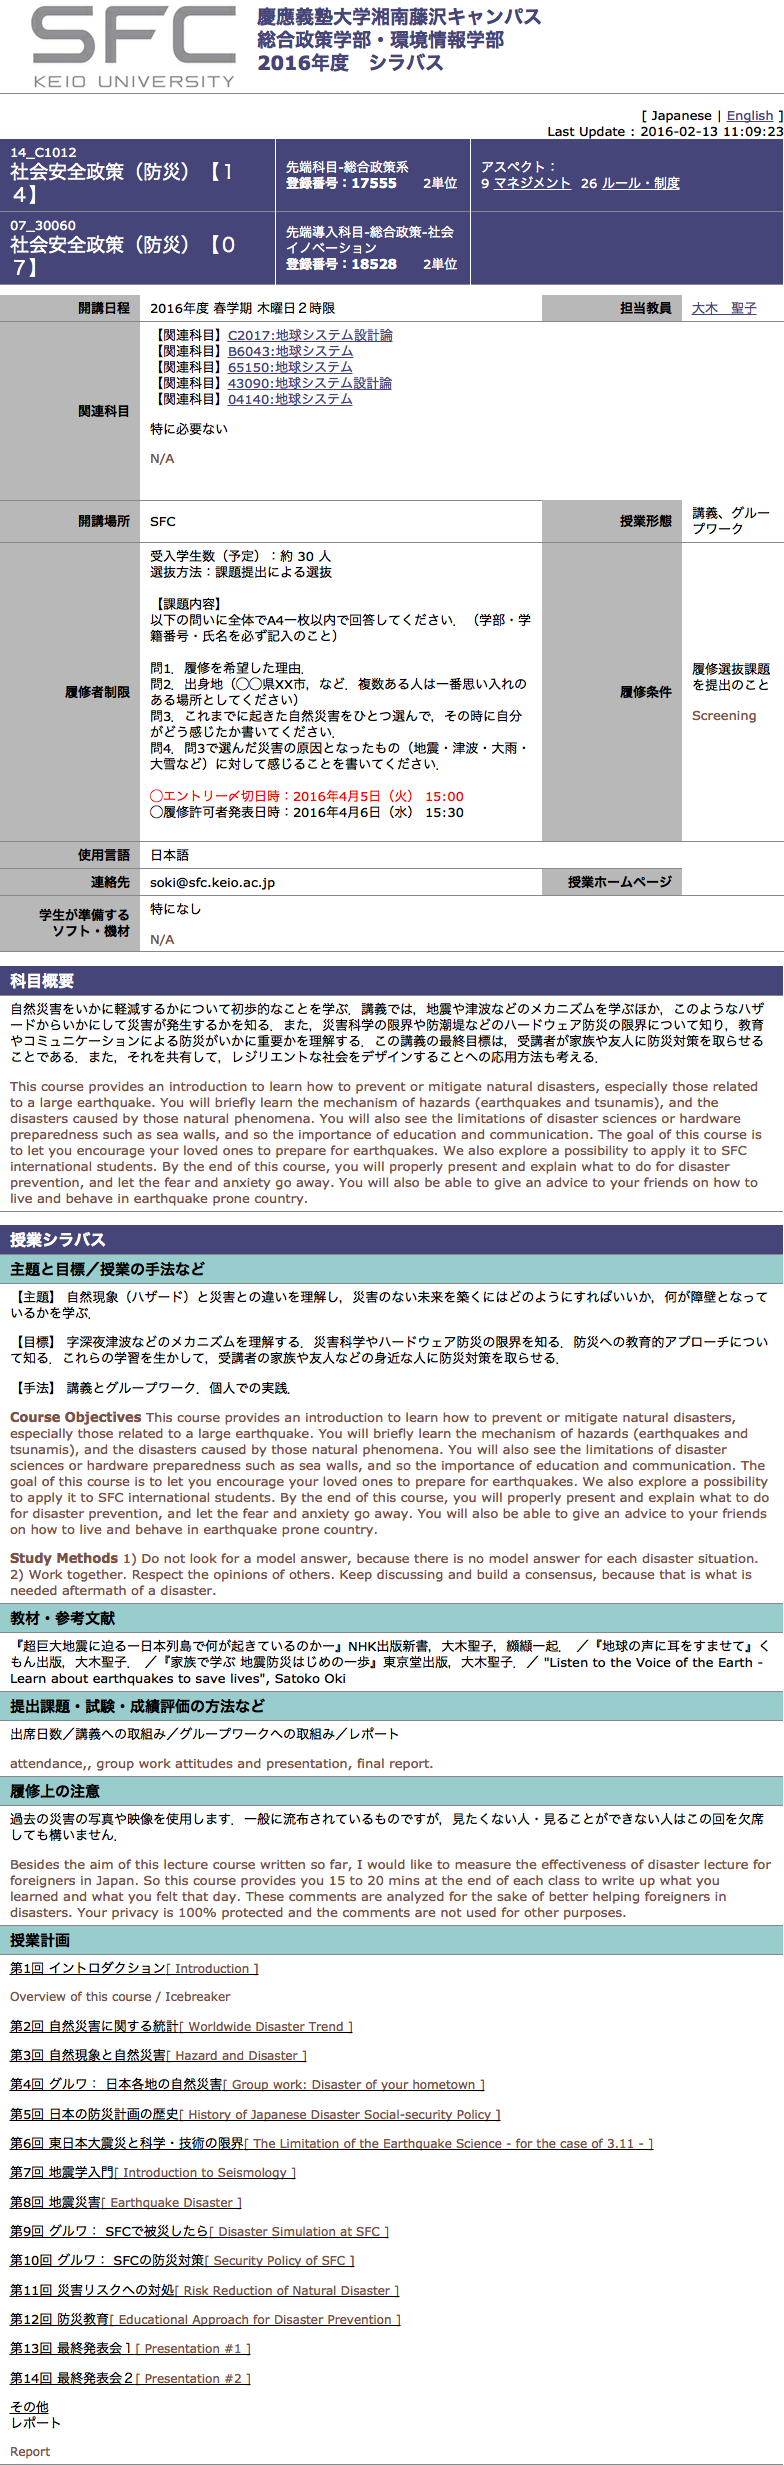 SFC
KEIO UNIVERSITY
慶應義塾大学湘南藤沢キャンパス
総合政策学部・環境情報学部
2016年度 シラバス
[ Japanese | English ]
Last Update : 2016-02-13 11:09:23
14_C1012
社会安全政策（防災）【１
４】
先端科目-総合政策系
登録番号：17555 2単位
アスペクト：
9 マネジメント 26 ルール・制度
07_30060
社会安全政策（防災）【０
７】
先端導入科目-総合政策-社会
イノベーション
登録番号：18528 2単位
開講日程
2016年度 春学期 木曜日２時限
担当教員
大木 聖子
関連科目
【関連科目】C2017:地球システム設計論
【関連科目】B6043:地球システム
【関連科目】65150:地球システム
【関連科目】43090:地球システム設計論
【関連科目】04140:地球システム
特に必要ない
N/A
開講場所
SFC
授業形態
講義、グルー
プワーク
履修者制限
受入学生数（予定）：約 30 人
選抜方法：課題提出による選抜
【課題内容】
以下の問いに全体でA4一枚以内で回答してください．（学部・学
籍番号・氏名を必ず記入のこと）
問1．履修を希望した理由．
問2．出身地（◯◯県XX市，など．複数ある人は一番思い入れの
ある場所としてください）
問3．これまでに起きた自然災害をひとつ選んで，その時に自分
がどう感じたか書いてください．
問4．問3で選んだ災害の原因となったもの（地震・津波・大雨・
大雪など）に対して感じることを書いてください．
◯エントリー〆切日時：2016年4月5日（火） 15:00
◯履修許可者発表日時：2016年4月6日（水） 15:30
履修条件
履修選抜課題
を提出のこと
Screening
使用言語
日本語
連絡先
soki@sfc.keio.ac.jp
授業ホームページ
学生が準備する
ソフト・機材
特になし
N/A
科目概要
自然災害をいかに軽減するかについて初歩的なことを学ぶ．講義では，地震や津波などのメカニズムを学ぶほか，このようなハザ
ードからいかにして災害が発生するかを知る．また，災害科学の限界や防潮堤などのハードウェア防災の限界について知り，教育
やコミュニケーションによる防災がいかに重要かを理解する．この講義の最終目標は，受講者が家族や友人に防災対策を取らせる
ことである．また，それを共有して，レジリエントな社会をデザインすることへの応用方法も考える．
This course provides an introduction to learn how to prevent or mitigate natural disasters, especially those related
to a large earthquake. You will briefly learn the mechanism of hazards (earthquakes and tsunamis), and the
disasters caused by those natural phenomena. You will also see the limitations of disaster sciences or hardware
preparedness such as sea walls, and so the importance of education and communication. The goal of this course is
to let you encourage your loved ones to prepare for earthquakes. We also explore a possibility to apply it to SFC
international students. By the end of this course, you will properly present and explain what to do for disaster
prevention, and let the fear and anxiety go away. You will also be able to give an advice to your friends on how to
live and behave in earthquake prone country.
授業シラバス
主題と目標／授業の手法など
【主題】 自然現象（ハザード）と災害との違いを理解し，災害のない未来を築くにはどのようにすればいいか，何が障壁となって
いるかを学ぶ．
【目標】 字深夜津波などのメカニズムを理解する．災害科学やハードウェア防災の限界を知る．防災への教育的アプローチについ
て知る．これらの学習を生かして，受講者の家族や友人などの身近な人に防災対策を取らせる．
【手法】 講義とグループワーク．個人での実践．
Course Objectives This course provides an introduction to learn how to prevent or mitigate natural disasters,
especially those related to a large earthquake. You will briefly learn the mechanism of hazards (earthquakes and
tsunamis), and the disasters caused by those natural phenomena. You will also see the limitations of disaster
sciences or hardware preparedness such as sea walls, and so the importance of education and communication. The
goal of this course is to let you encourage your loved ones to prepare for earthquakes. We also explore a possibility
to apply it to SFC international students. By the end of this course, you will properly present and explain what to do
for disaster prevention, and let the fear and anxiety go away. You will also be able to give an advice to your friends
on how to live and behave in earthquake prone country.
Study Methods 1) Do not look for a model answer, because there is no model answer for each disaster situation.
2) Work together. Respect the opinions of others. Keep discussing and build a consensus, because that is what is
needed aftermath of a disaster.
教材・参考文献
『超巨大地震に迫るー日本列島で何が起きているのかー』NHK出版新書，大木聖子，纐纈一起． ／『地球の声に耳をすませて』く
もん出版，大木聖子． ／『家族で学ぶ 地震防災はじめの一歩』東京堂出版，大木聖子．／ "Listen to the Voice of the Earth -
Learn about earthquakes to save lives", Satoko Oki
提出課題・試験・成績評価の方法など
出席日数／講義への取組み／グループワークへの取組み／レポート
attendance,, group work attitudes and presentation, final report.
履修上の注意
過去の災害の写真や映像を使用します．一般に流布されているものですが，見たくない人・見ることができない人はこの回を欠席
しても構いません．
Besides the aim of this lecture course written so far, I would like to measure the effectiveness of disaster lecture for
foreigners in Japan. So this course provides you 15 to 20 mins at the end of each class to write up what you
learned and what you felt that day. These comments are analyzed for the sake of better helping foreigners in
disasters. Your privacy is 100% protected and the comments are not used for other purposes.
授業計画
第1回 イントロダクション[ Introduction ]
Overview of this course / Icebreaker
第2回 自然災害に関する統計[ Worldwide Disaster Trend ]
第3回 自然現象と自然災害[ Hazard and Disaster ]
第4回 グルワ： 日本各地の自然災害[ Group work: Disaster of your hometown ]
第5回 日本の防災計画の歴史[ History of Japanese Disaster Social-security Policy ]
第6回 東日本大震災と科学・技術の限界[ The Limitation of the Earthquake Science - for the case of 3.11 - ]
第7回 地震学入門[ Introduction to Seismology ]
第8回 地震災害[ Earthquake Disaster ]
第9回 グルワ： SFCで被災したら[ Disaster Simulation at SFC ]
第10回 グルワ： SFCの防災対策[ Security Policy of SFC ]
第11回 災害リスクへの対処[ Risk Reduction of Natural Disaster ]
第12回 防災教育[ Educational Approach for Disaster Prevention ]
第13回 最終発表会１[ Presentation #1 ]
第14回 最終発表会２[ Presentation #2 ]
その他
レポート
Report